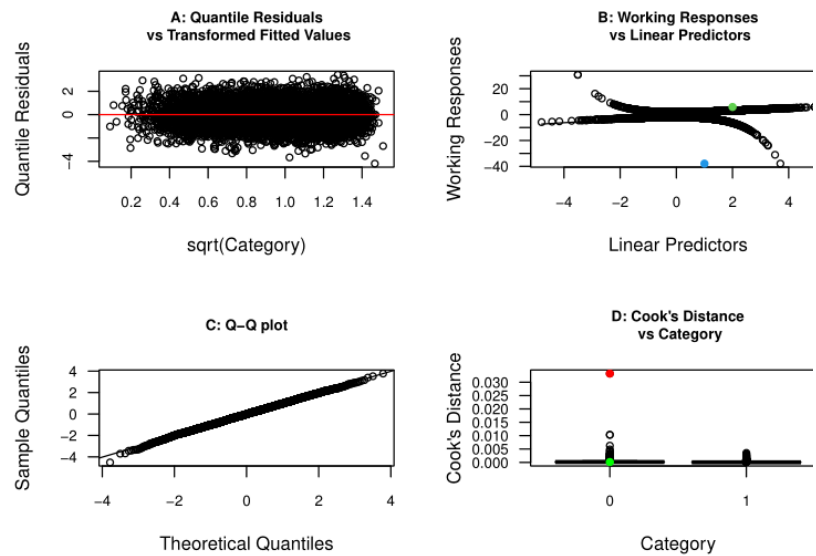 A: Quantile Residuals
vs Transformed Fitted Values
Quantile Residuals
2
0
−4
0.2 0.4 0.6 0.8 1.0 1.2 1.4
sqrt(Category)
B: Working Responses
vs Linear Predictors
Working Responses
20
0
−20
−40
−4 −2 0 2 4
Linear Predictors
C: Q−Q plot
Sample Quantiles
4
2
0
−2
−4
−4 −2 0 2 4
Theoretical Quantiles
D: Cook's Distance
vs Category
Cook's Distance
0.030
0.025
0.020
0.015
0.010
0.005
0.000
0 1
Category